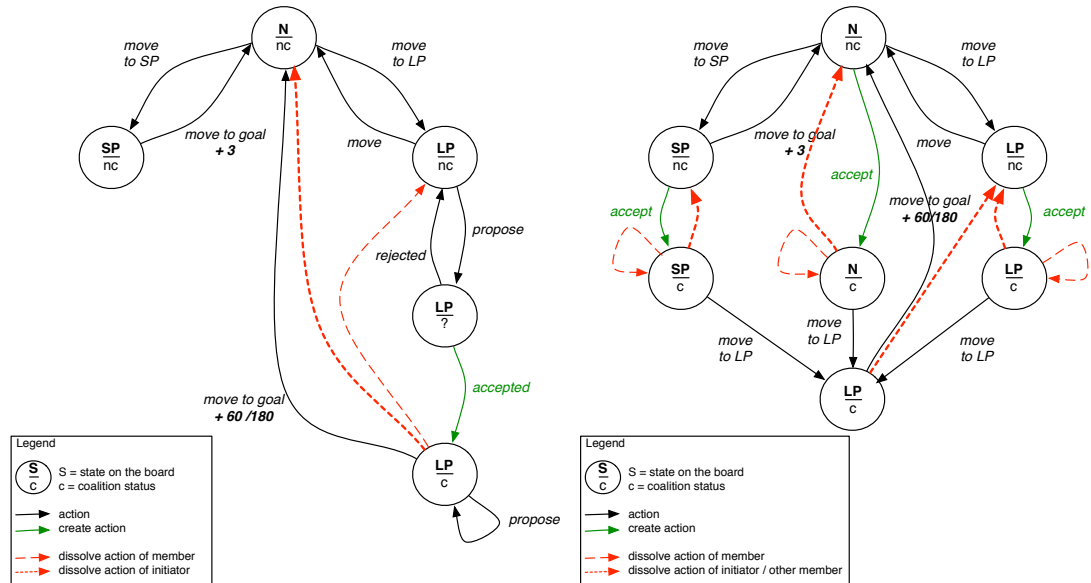 N
nc
move
to SP
move
to LP
move to goal
+ 3
SP
nc
move
LP
nc
propose
rejected
LP
?
accepted
move to goal
+ 60 /180
LP
c
propose
Legend
S
c
S = state on the board
c = coalition status
action
create action
dissolve action of member
dissolve action of initiator
N
nc
move
to SP
move
to LP
move to goal
+ 3
SP
nc
move
LP
nc
accept
accept
move to goal
+ 60/180
accept
SP
c
N
c
LP
c
move
to LP
move
to LP
move
to LP
LP
c
Legend
S
c
S = state on the board
c = coalition status
action
create action
dissolve action of member
dissolve action of initiator / other member